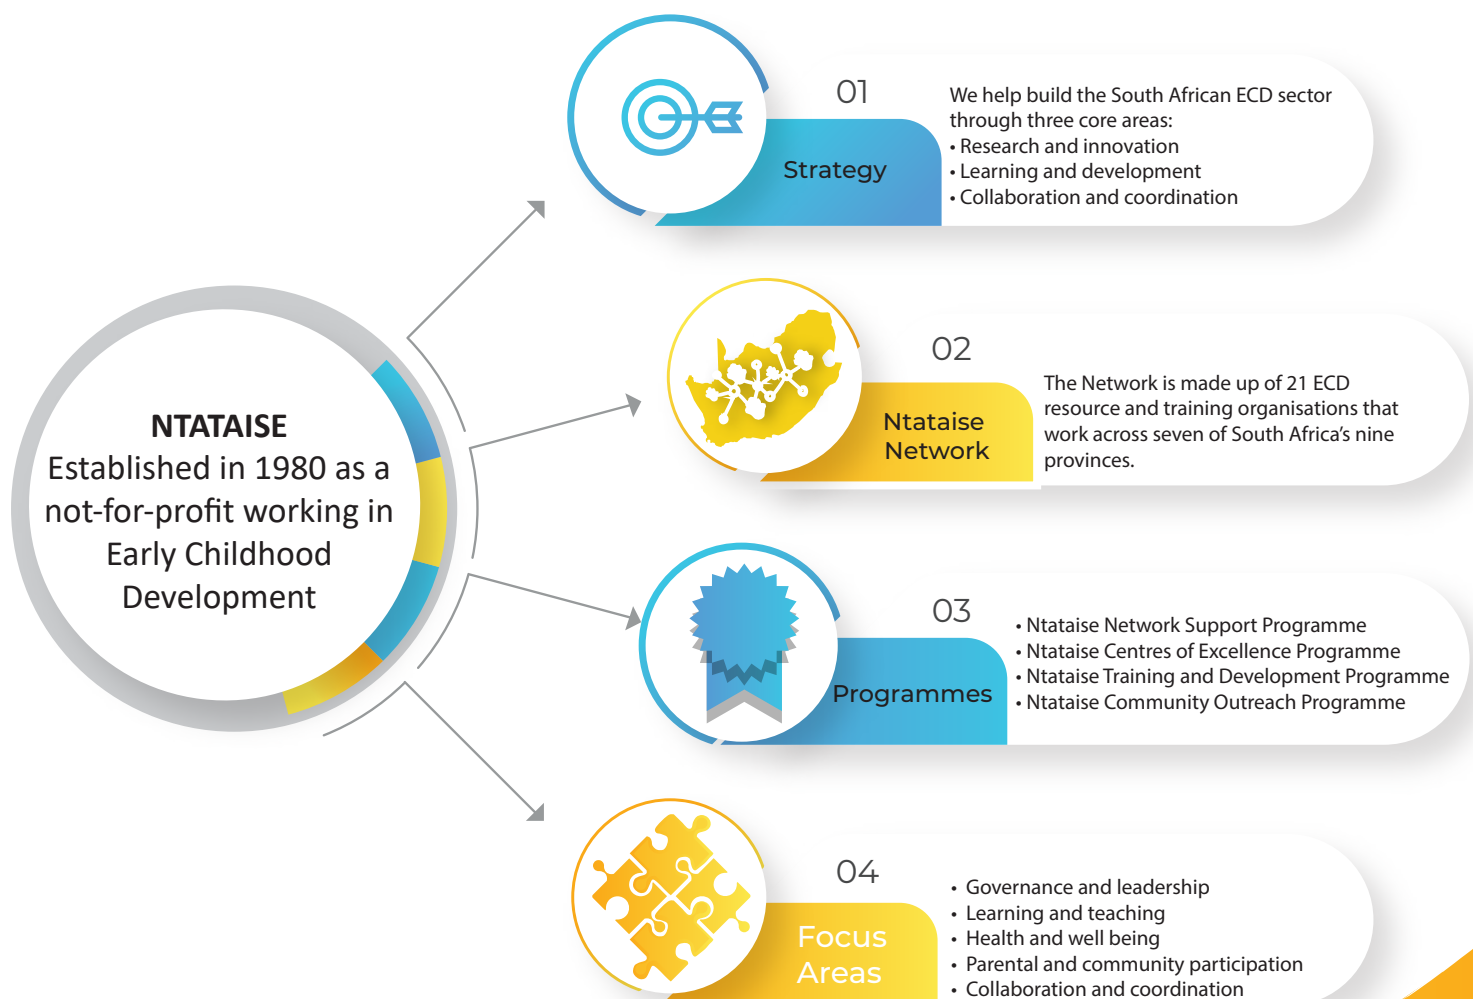 NTATAISE
Established in 1980 as a
not-for-profit working in
Early Childhood
Development
01
Strategy
We help build the South African ECD sector
through three core areas:
• Research and innovation
• Learning and development
• Collaboration and coordination
02
Ntataise
Network
The Network is made up of 21 ECD
resource and training organisations that
work across seven of South Africa's nine
provinces.
03
Programmes
• Ntataise Network Support Programme
• Ntataise Centres of Excellence Programme
• Ntataise Training and Development Programme
• Ntataise Community Outreach Programme
04
Focus
Areas
• Governance and leadership
• Learning and teaching
• Health and well being
• Parental and community participation
• Collaboration and coordination